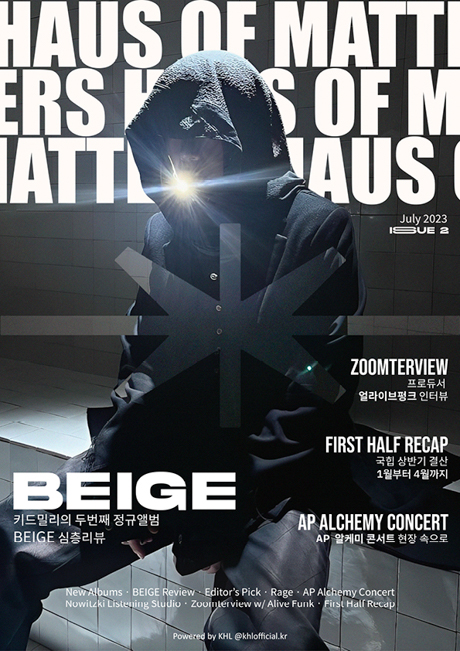 HAUS OF MATT
ERS H S OF M
MATTE HAUS
July 2023
ISSUE 2
ZOOMTERVIEW
프로듀서
얼라이브펑크 인터뷰
FIRST HALF RECAP
국힙 상반기 결산
1월부터 4월까지
BEIGE
키드밀리의 두번째 정규앨범
BEIGE 심층리뷰
AP ALCHEMY CONCERT
AP 알케미 콘서트 현장 속으로
New Albums · BEIGE Review · Editor's Pick · Rage · AP Alchemy Concert
Nowitzki Listening Studio · Zoomterview w/ Alive Funk · First Half Recap
Powered by KHL @khlofficial.kr